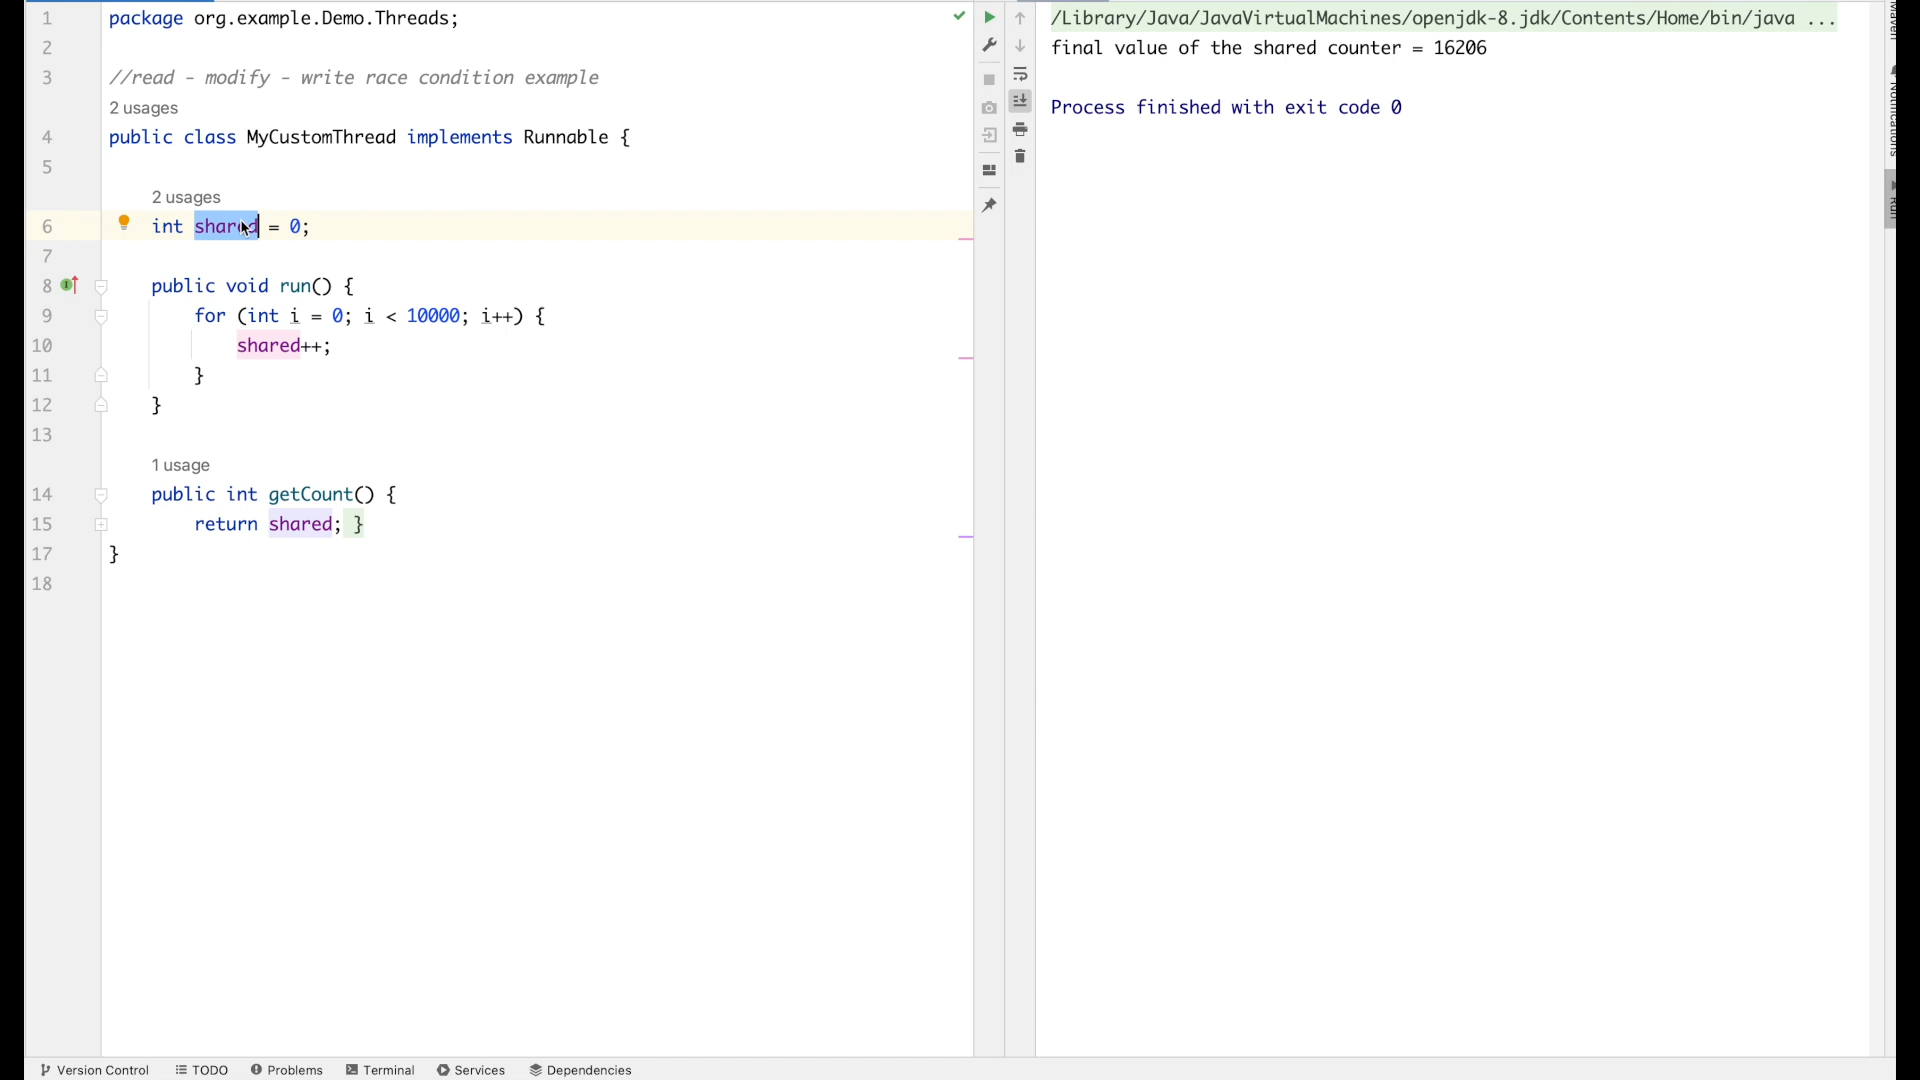 1 package org.example.Demo.Threads;
2
3 //read - modify - write race condition example
2 usages
4 public class MyCustomThread implements Runnable {
5
2 usages
6 int shared = 0;
7
8 public void run() {
9 for (int i = 0; i < 10000; i++) {
10 shared++;
11 }
12 }
13
1 usage
14 public int getCount() {
15 return shared; }
17 }
18
/Library/Java/JavaVirtualMachines/openjdk-8.jdk/Contents/Home/bin/java ...
final value of the shared counter = 16206
Process finished with exit code 0
Maven
Notifications
Run
Version Control
TODO
Problems
Terminal
Services
Dependencies